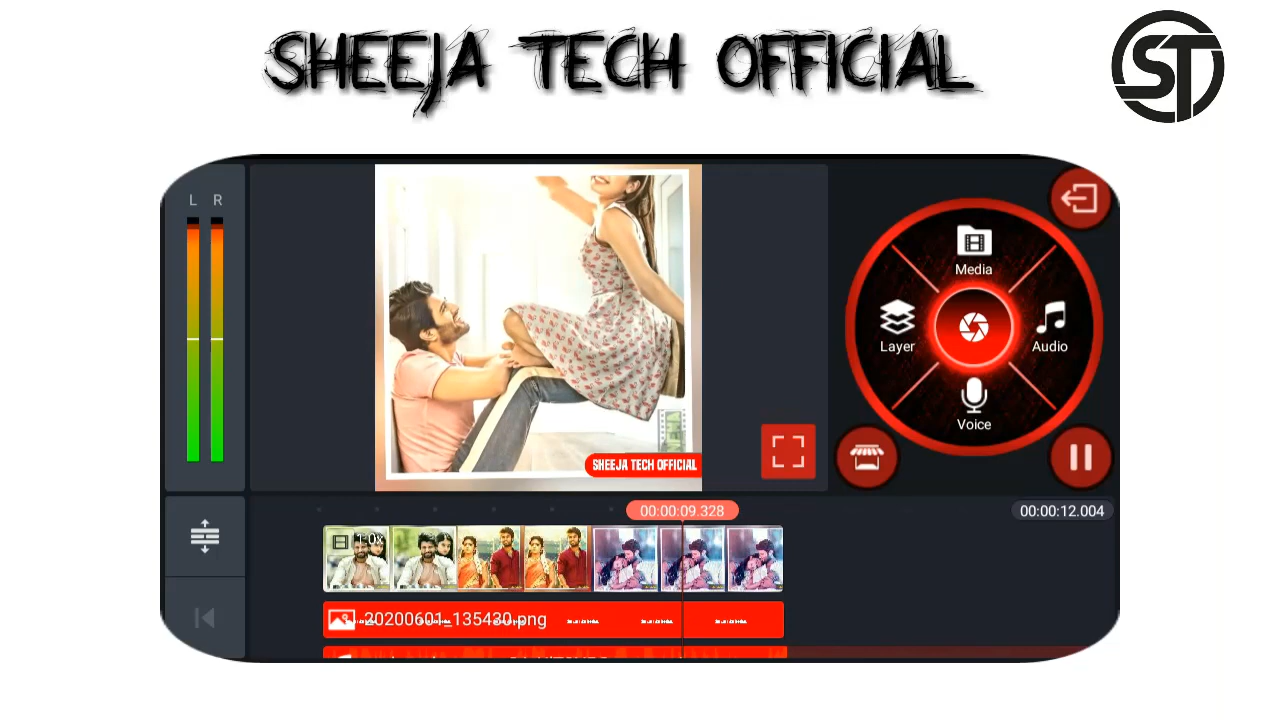 SHEEJA TECH OFFICIAL
ST
L R
Media
Layer
Audio
Voice
SHEEJA TECH OFFICIAL
00:00:09.328
00:00:12.004
1.0x
20200601_135430.png